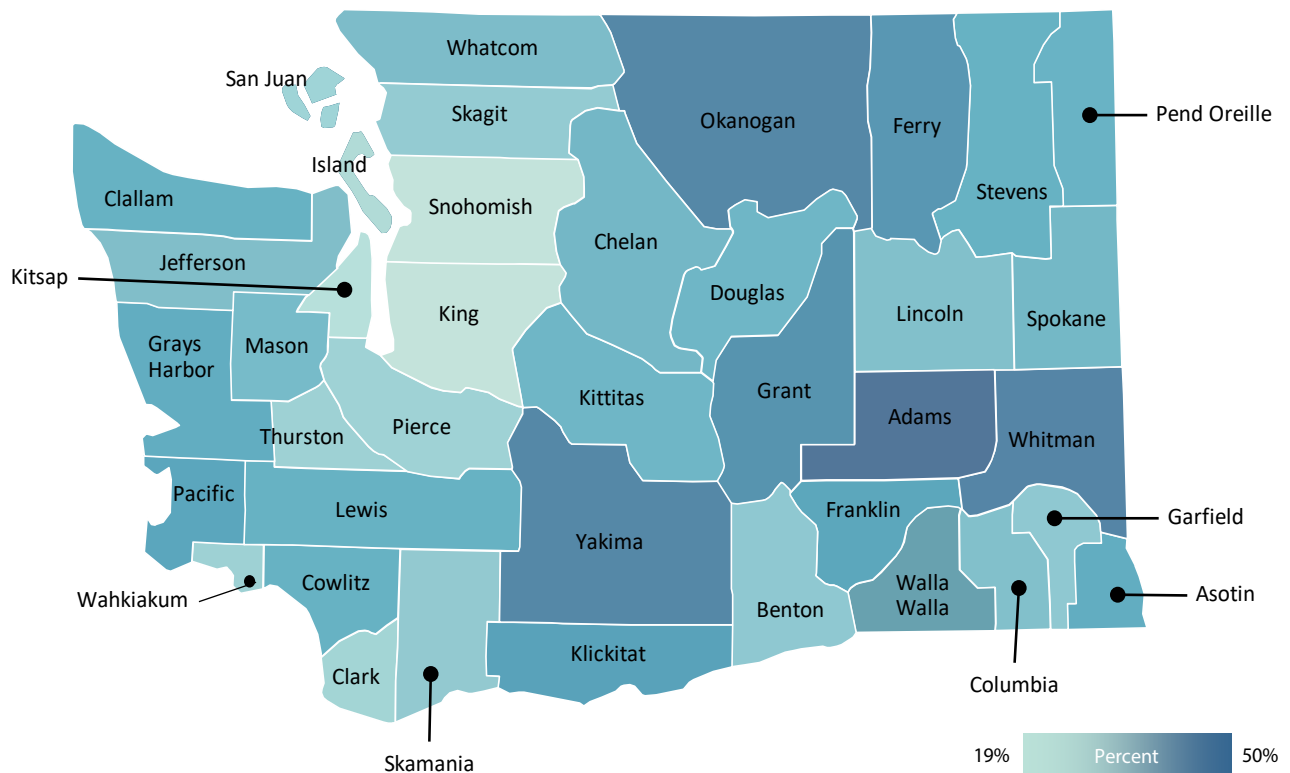 Whatcom
San Juan
Skagit
Okanogan
Ferry
Pend Oreille
Island
Stevens
Clallam
Snohomish
Chelan
Jefferson
Kitsap
Douglas
King
Lincoln
Spokane
Grays
Harbor
Mason
Grant
Kittitas
Adams
Thurston
Pierce
Whitman
Pacific
Lewis
Franklin
Garfield
Yakima
Cowlitz
Walla
Walla
Wahkiakum
Benton
Asotin
Klickitat
Clark
Columbia
Skamania
19% Percent 50%